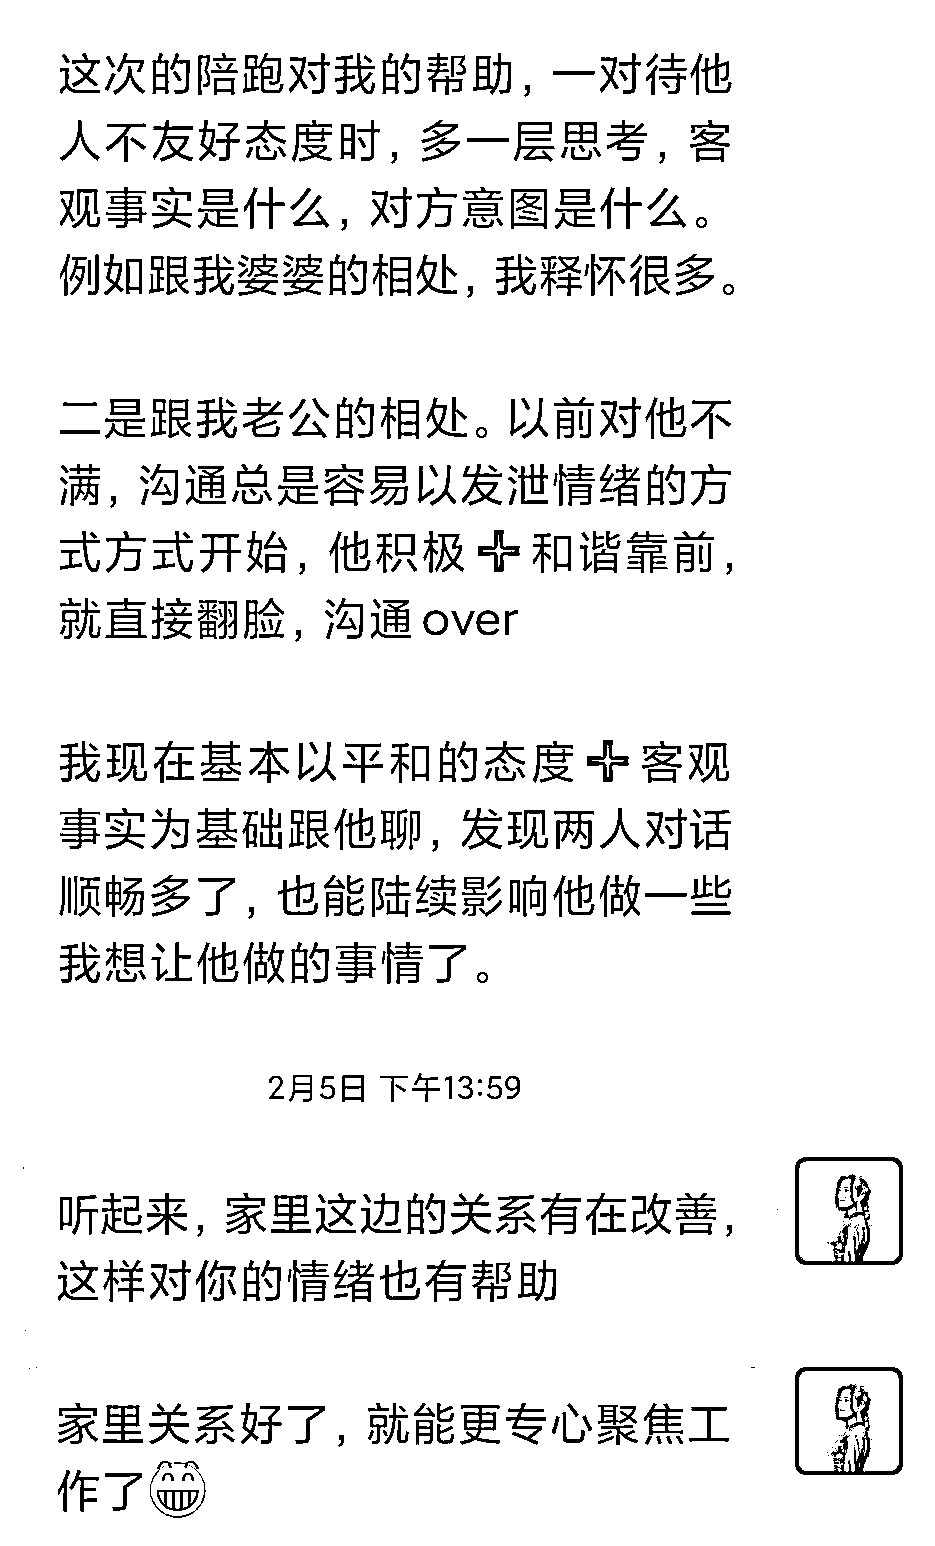 这次的陪跑对我的帮助，一对待他
人不友好态度时，多一层思考，客
观事实是什么，对方意图是什么。
例如跟我婆婆的相处，我释怀很多。
二是跟我老公的相处。以前对他不
满，沟通总是容易以发泄情绪的方
式方式开始，他积极➕和谐靠前，
就直接翻脸，沟通over
我现在基本以平和的态度➕客观
事实为基础跟他聊，发现两人对话
顺畅多了，也能陆续影响他做一些
我想让他做的事情了。
2月5日 下午13:59
听起来，家里这边的关系有在改善，
这样对你的情绪也有帮助
家里关系好了，就能更专心聚焦工
作了😁